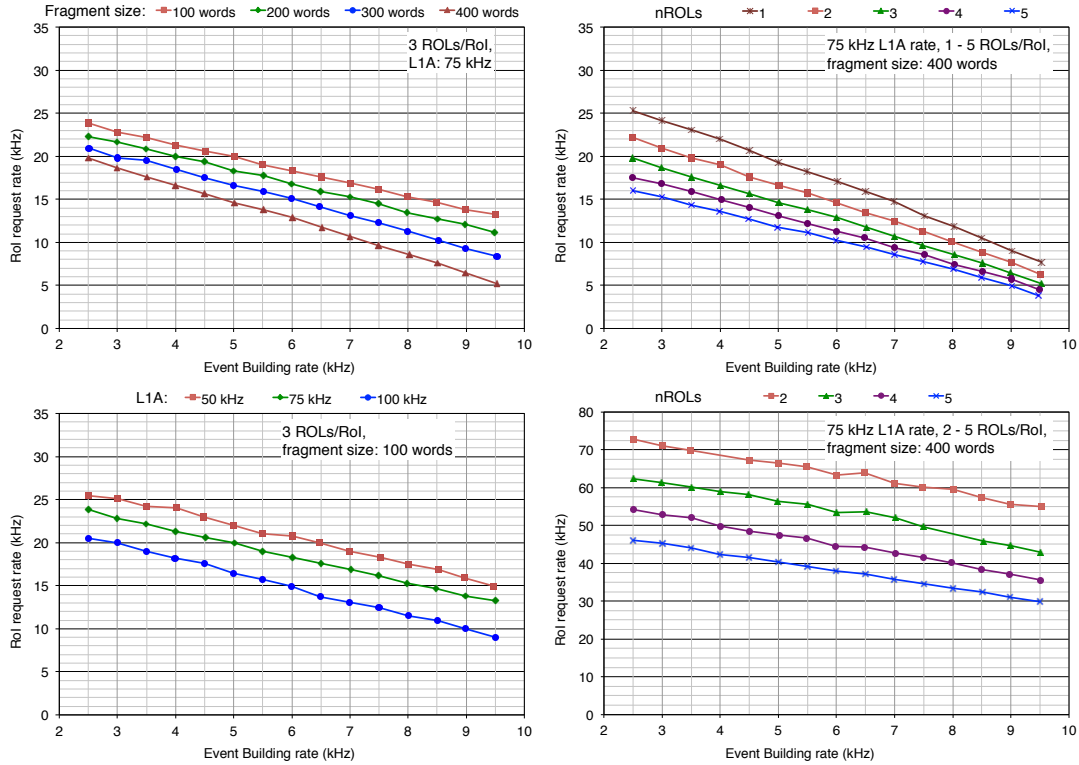 Fragment size: 100 words 200 words 300 words 400 words
3 ROLs/RoI,
L1A: 75 kHz
35
30
25
20
15
10
5
0
RoI request rate (kHz)
2 3 4 5 6 7 8 9 10
Event Building rate (kHz)
nROLs 1 2 3 4 5
75 kHz L1A rate, 1 - 5 ROLs/RoI,
fragment size: 400 words
35
30
25
20
15
10
5
0
RoI request rate (kHz)
2 3 4 5 6 7 8 9 10
Event Building rate (kHz)
L1A: 50 kHz 75 kHz 100 kHz
3 ROLs/RoI,
fragment size: 100 words
35
30
25
20
15
10
5
0
RoI request rate (kHz)
2 3 4 5 6 7 8 9 10
Event Building rate (kHz)
nROLs 2 3 4 5
75 kHz L1A rate, 2 - 5 ROLs/RoI,
fragment size: 400 words
80
70
60
50
40
30
20
10
0
RoI request rate (kHz)
2 3 4 5 6 7 8 9 10
Event Building rate (kHz)